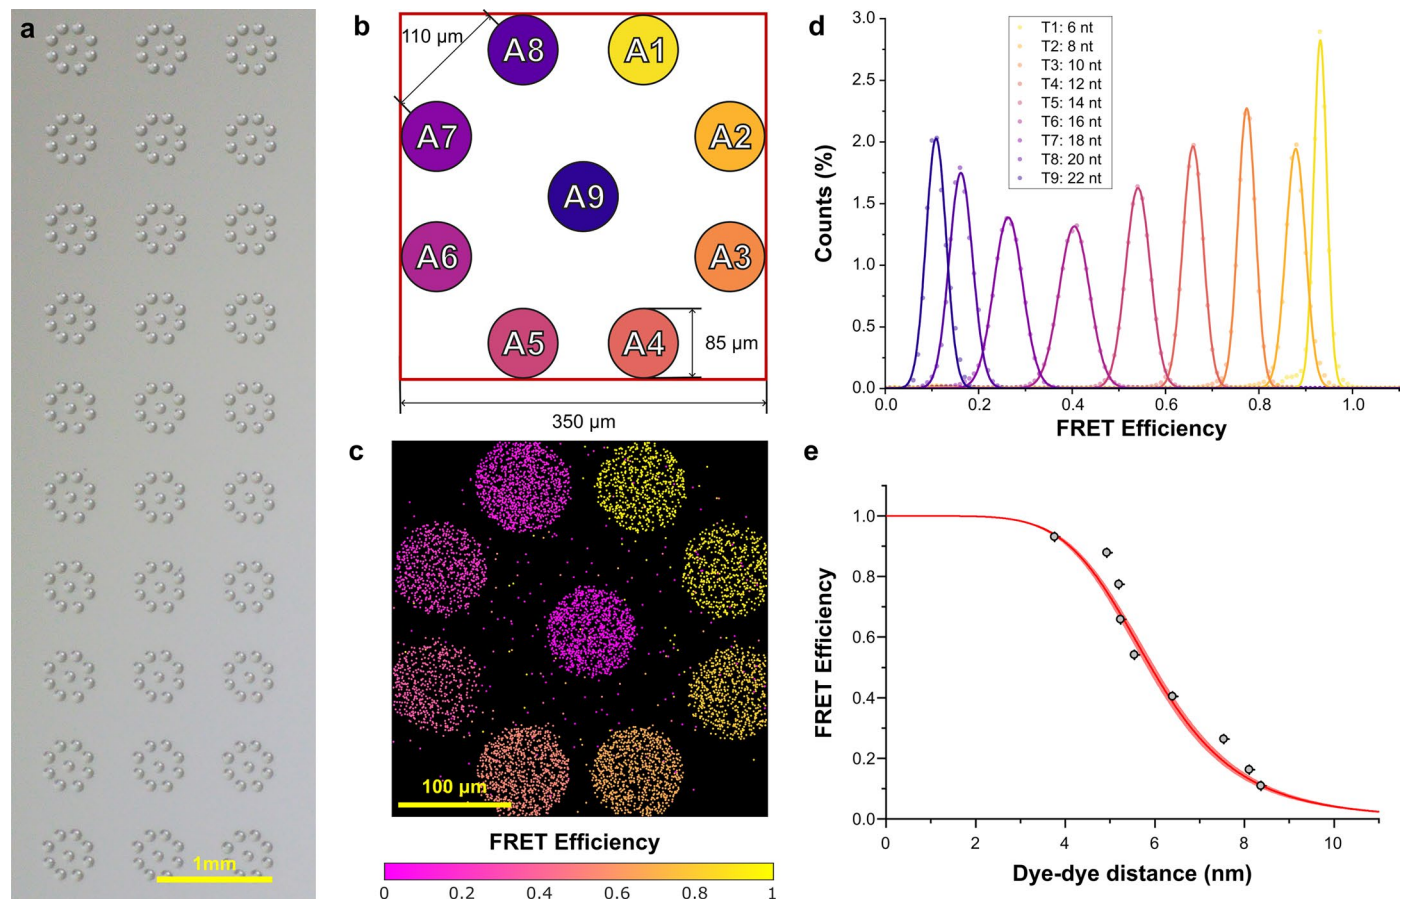 a
1mm
b
110 µm
A8
A1
A7
A2
A9
A6
A3
A5
A4
85 µm
350 µm
c
100 µm
FRET Efficiency
0 0.2 0.4 0.6 0.8 1
d
3.0
2.5
2.0
1.5
1.0
0.5
0.0
Counts (%)
T1: 6 nt
T2: 8 nt
T3: 10 nt
T4: 12 nt
T5: 14 nt
T6: 16 nt
T7: 18 nt
T8: 20 nt
T9: 22 nt
0.0 0.2 0.4 0.6 0.8 1.0
FRET Efficiency
e
1.0
0.8
0.6
0.4
0.2
0.0
FRET Efficiency
0 2 4 6 8 10
Dye-dye distance (nm)